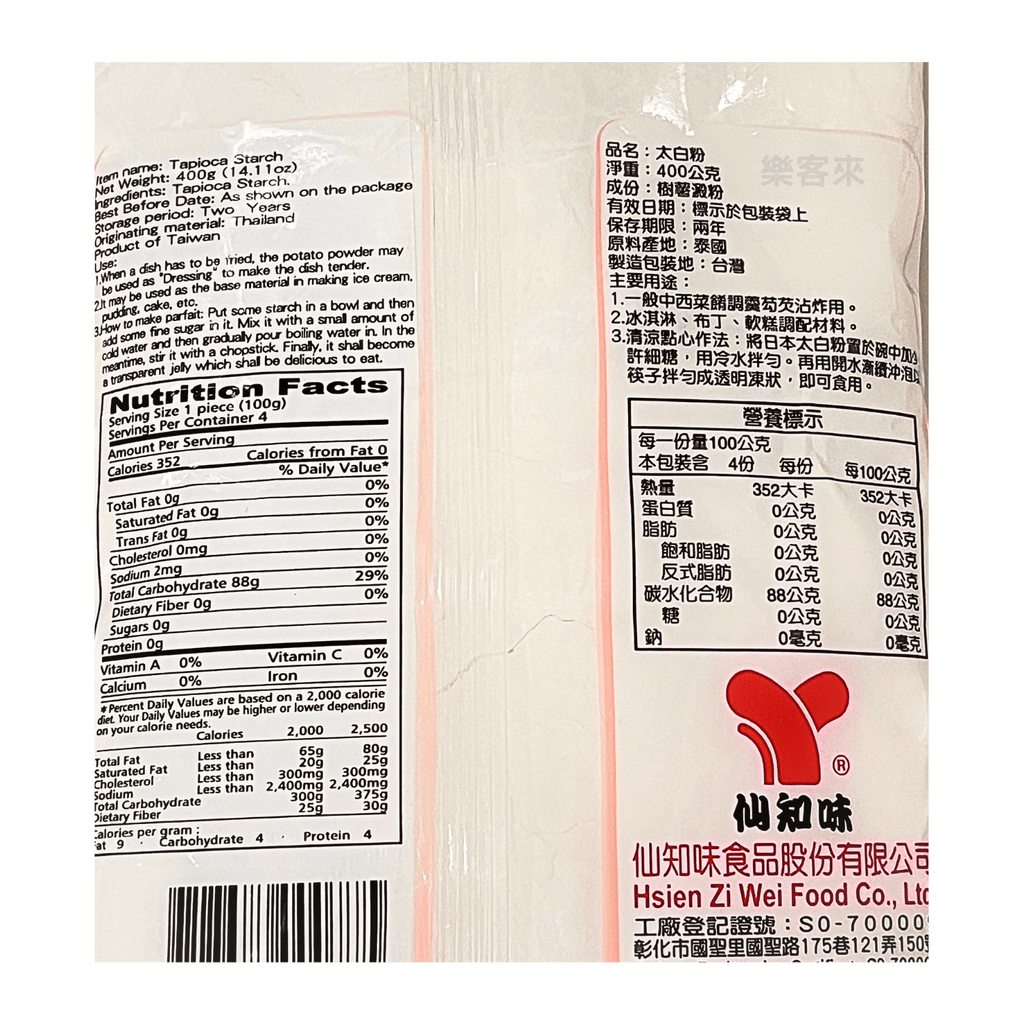 Item name: Tapioca Starch
Net Weight: 400g (14.11oz)
Ingredients: Tapioca Starch.
Best Before Date: As shown on the package
Storage period: Two Years
Originating material: Thailand
Product of Taiwan
Use:
1.When a dish has to be fried, the potato powder may
be used as "Dressing" to make the dish tender.
2.It may be used as the base material in making ice cream,
pudding, cake, etc.
3.How to make parfait: Put some starch in a bowl and then
add some fine sugar in it. Mix it with a small amount of
cold water and then gradually pour boiling water in. In the
meantime, stir it with a chopstick. Finally, it shall become
a transparent jelly which shall be delicious to eat.
Nutrition Facts
Serving Size 1 piece (100g)
Servings Per Container 4
Amount Per Serving
Calories 352 Calories from Fat 0
% Daily Value*
Total Fat 0g 0%
Saturated Fat 0g 0%
Trans Fat 0g 0%
Cholesterol 0mg 0%
Sodium 2mg 0%
Total Carbohydrate 88g 29%
Dietary Fiber 0g 0%
Sugars 0g
Protein 0g
Vitamin A 0% Vitamin C 0%
Calcium 0% Iron 0%
*Percent Daily Values are based on a 2,000 calorie
diet. Your Daily Values may be higher or lower depending
on your calorie needs.
Calories 2,000 2,500
Total Fat Less than 65g 80g
Saturated Fat Less than 20g 25g
Cholesterol Less than 300mg 300mg
Sodium Less than 2,400mg 2,400mg
Total Carbohydrate 300g 375g
Dietary Fiber 25g 30g
Calories per gram :
Fat 9 · Carbohydrate 4 · Protein 4
樂客來
品名：太白粉
淨重：400公克
成份：樹薯澱粉
有效日期：標示於包裝袋上
保存期限：兩年
原料產地：泰國
製造包裝地：台灣
主要用途：
1.一般中西菜餚調羹芶芡沾炸用。
2.冰淇淋、布丁、軟糕調配材料。
3.清涼點心作法：將日本太白粉置於碗中加少
許細糖，用冷水拌勻。再用開水漸續沖泡以
筷子拌勻成透明凍狀，即可食用。
營養標示
每一份量100公克
本包裝含 4份 每份 每100公克
熱量 352大卡 352大卡
蛋白質 0公克 0公克
脂肪 0公克 0公克
飽和脂肪 0公克 0公克
反式脂肪 0公克 0公克
碳水化合物 88公克 88公克
糖 0公克 0公克
鈉 0毫克 0毫克
®
仙知味
仙知味食品股份有限公司
Hsien Zi Wei Food Co., Ltd
工廠登記證號：S0-70000
彰化市國聖里國聖路175巷121弄150號